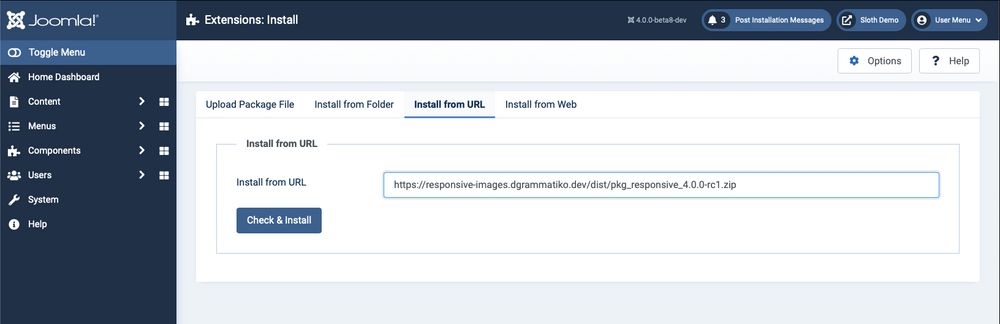 Joomla!
Extensions: Install
4.0.0-beta8-dev
3 Post Installation Messages
Sloth Demo
User Menu
Toggle Menu
Home Dashboard
Content
Menus
Components
Users
System
Help
Options
? Help
Upload Package File
Install from Folder
Install from URL
Install from Web
Install from URL
Install from URL
https://responsive-images.dgrammatiko.dev/dist/pkg_responsive_4.0.0-rc1.zip
Check & Install